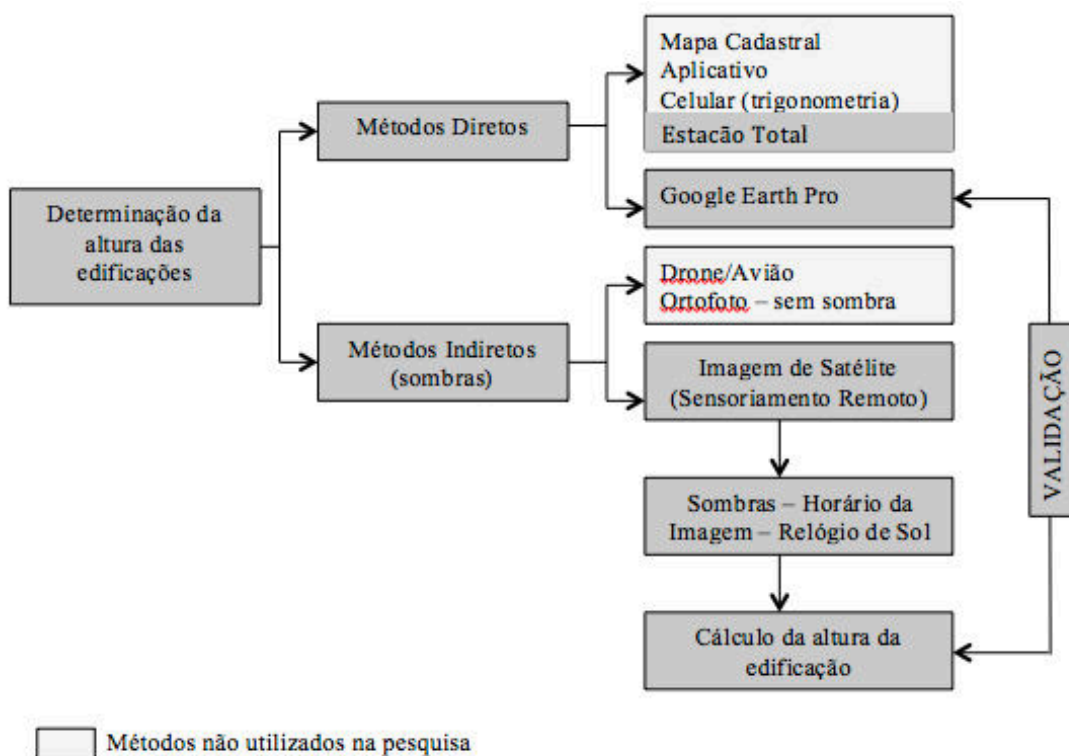 Determinação da
altura das
edificações
Métodos Diretos
Métodos Indiretos
(sombras)
Mapa Cadastral
Aplicativo
Celular (trigonometria)
Estacão Total
Google Earth Pro
Drone/Avião
Ortofoto – sem sombra
Imagem de Satélite
(Sensoriamento Remoto)
Sombras – Horário da
Imagem – Relógio de Sol
Cálculo da altura da
edificação
VALIDAÇÃO
Métodos não utilizados na pesquisa